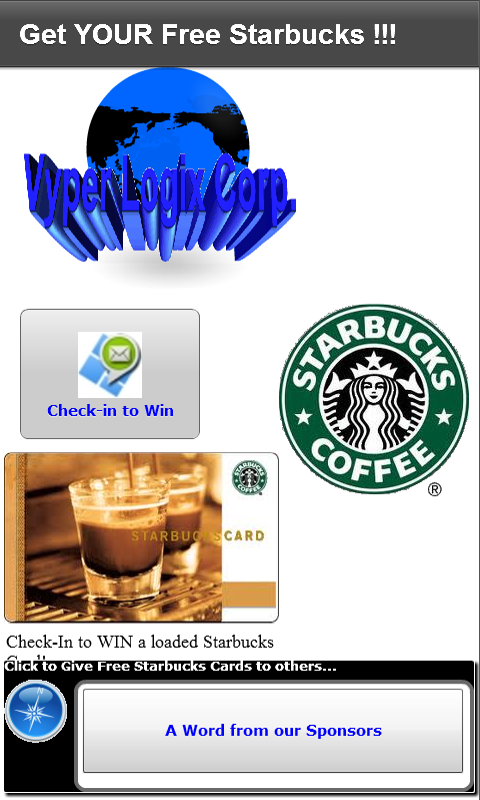 Get YOUR Free Starbucks !!!
Vyper Logix Corp.
Check-in to Win
STARBUCKS
COFFEE
®
STARBUCKS
COFFEE
STARBUCKS CARD
Check-In to WIN a loaded Starbucks
Click to Give Free Starbucks Cards to others...
N
A Word from our Sponsors